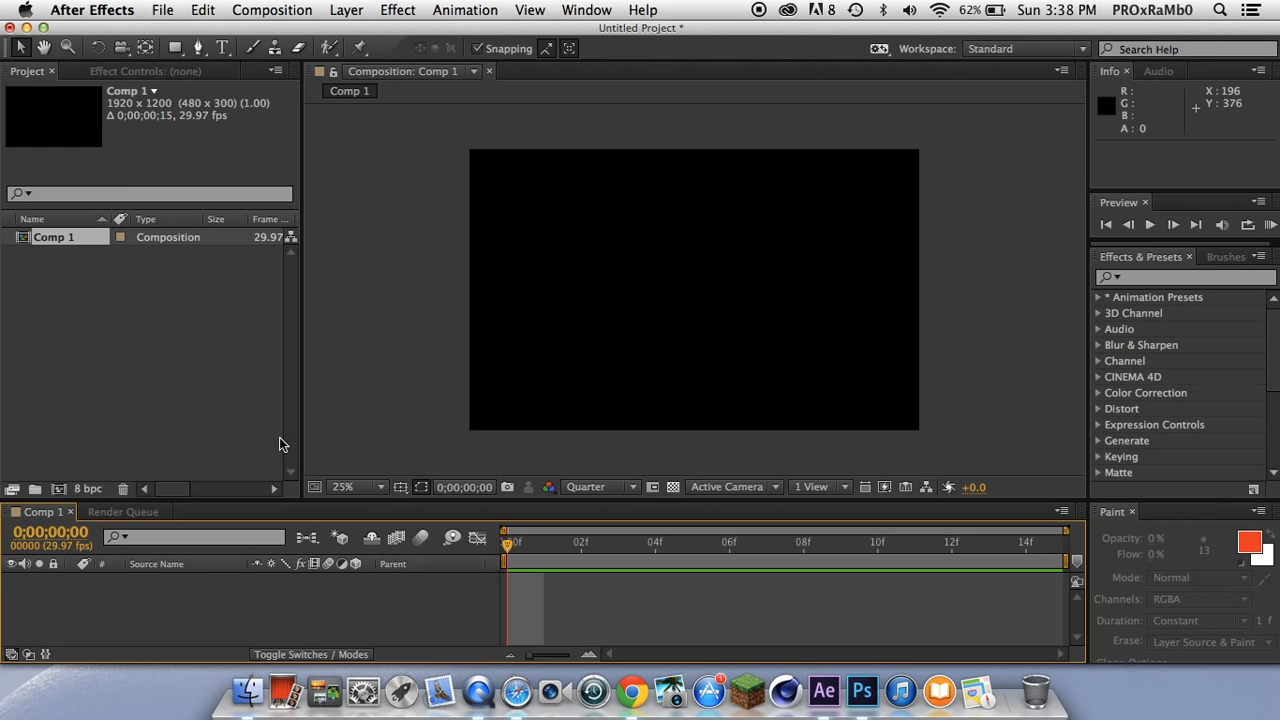 After Effects File Edit Composition Layer Effect Animation View Window Help 8 62% Sun 3:38 PM PROxRaMb0
Untitled Project *
Snapping Workspace: Standard Search Help
Project Effect Controls: (none) Composition: Comp 1 Info Audio
Comp 1
1920 x 1200 (480 x 300) (1.00)
Δ 0;00;00;15, 29.97 fps
Comp 1
R: X: 196
G: Y: 376
B:
A: 0
Preview
Name Type Size Frame ...
Comp 1 Composition 29.97
Effects & Presets Brushes
* Animation Presets
3D Channel
Audio
Blur & Sharpen
Channel
CINEMA 4D
Color Correction
Distort
Expression Controls
Generate
Keying
Matte
8 bpc 25% 0;00;00;00 Quarter Active Camera 1 View +0.0
Comp 1 Render Queue Paint
0;00;00;00
00000 (29.97 fps)
02f 04f 06f 08f 10f 12f 14f
# Source Name fx Parent
Opacity: 0 %
Flow: 0 % 13
Mode: Normal
Channels: RGBA
Duration: Constant 1 f
Erase: Layer Source & Paint
Toggle Switches / Modes
1
Ae Ps